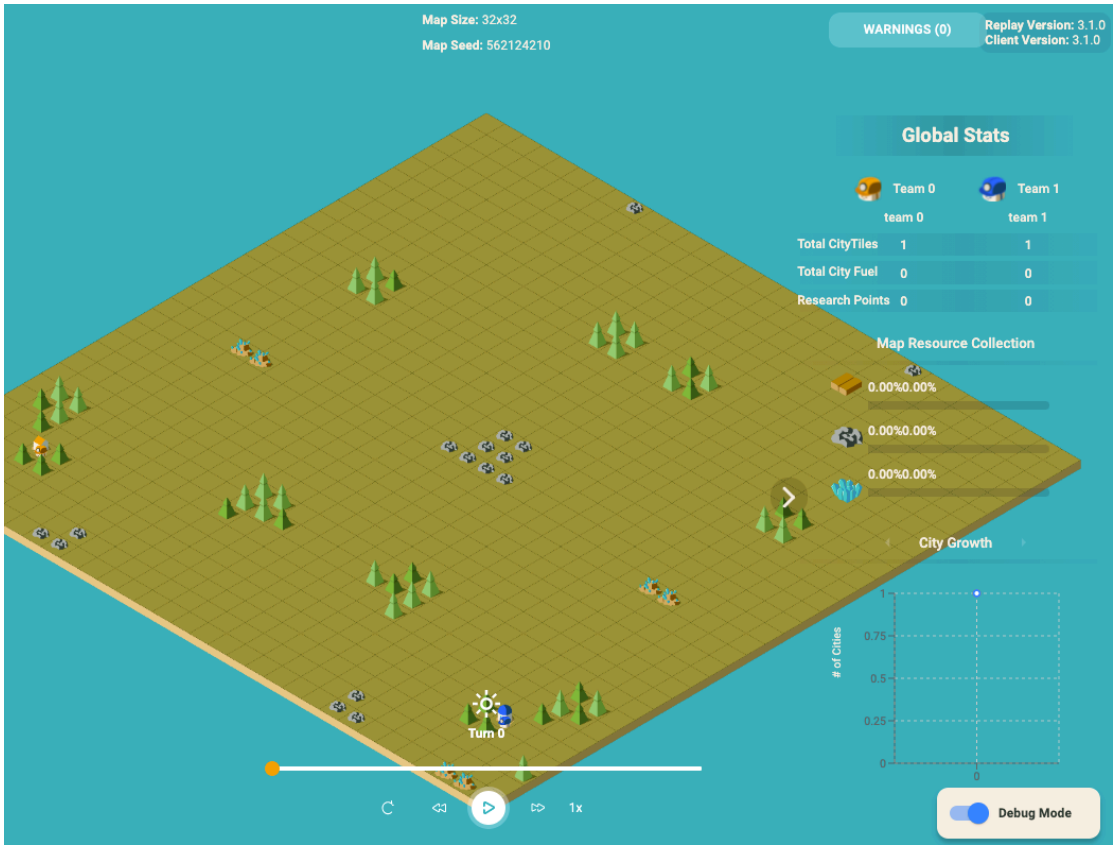 Map Size: 32x32
Map Seed: 562124210
WARNINGS (0)
Replay Version: 3.1.0
Client Version: 3.1.0
Global Stats
Team 0
Team 1
team 0
team 1
Total CityTiles 1 1
Total City Fuel 0 0
Research Points 0 0
Map Resource Collection
0.00%0.00%
0.00%0.00%
0.00%0.00%
City Growth
# of Cities
1
0.75
0.5
0.25
0
0
Turn 0
1x
Debug Mode